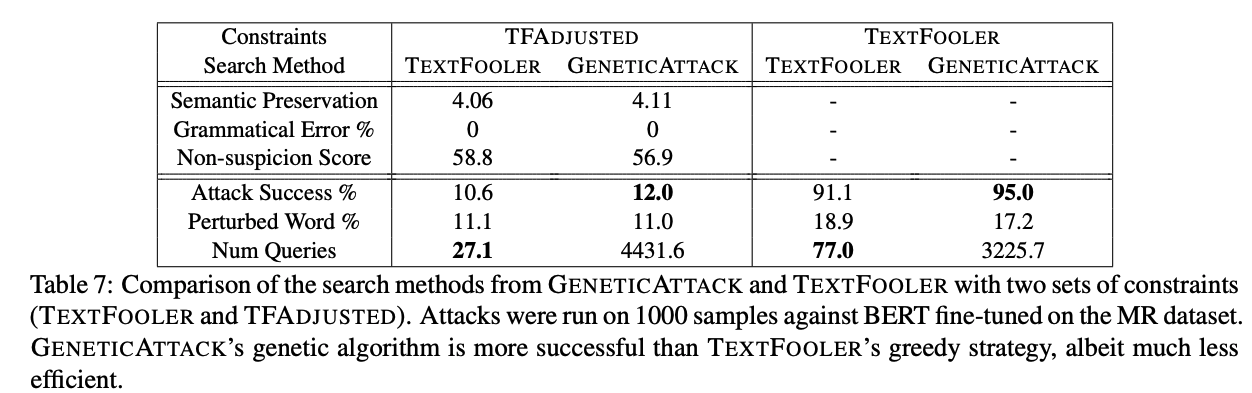 Constraints TFADJUSTED TEXTFOOLER
Search Method TEXTFOOLER GENETICATTACK TEXTFOOLER GENETICATTACK
Semantic Preservation 4.06 4.11 - -
Grammatical Error % 0 0 - -
Non-suspicion Score 58.8 56.9 - -
Attack Success % 10.6 12.0 91.1 95.0
Perturbed Word % 11.1 11.0 18.9 17.2
Num Queries 27.1 4431.6 77.0 3225.7
Table 7: Comparison of the search methods from GENETICATTACK and TEXTFOOLER with two sets of constraints
(TEXTFOOLER and TFADJUSTED). Attacks were run on 1000 samples against BERT fine-tuned on the MR dataset.
GENETICATTACK's genetic algorithm is more successful than TEXTFOOLER's greedy strategy, albeit much less
efficient.